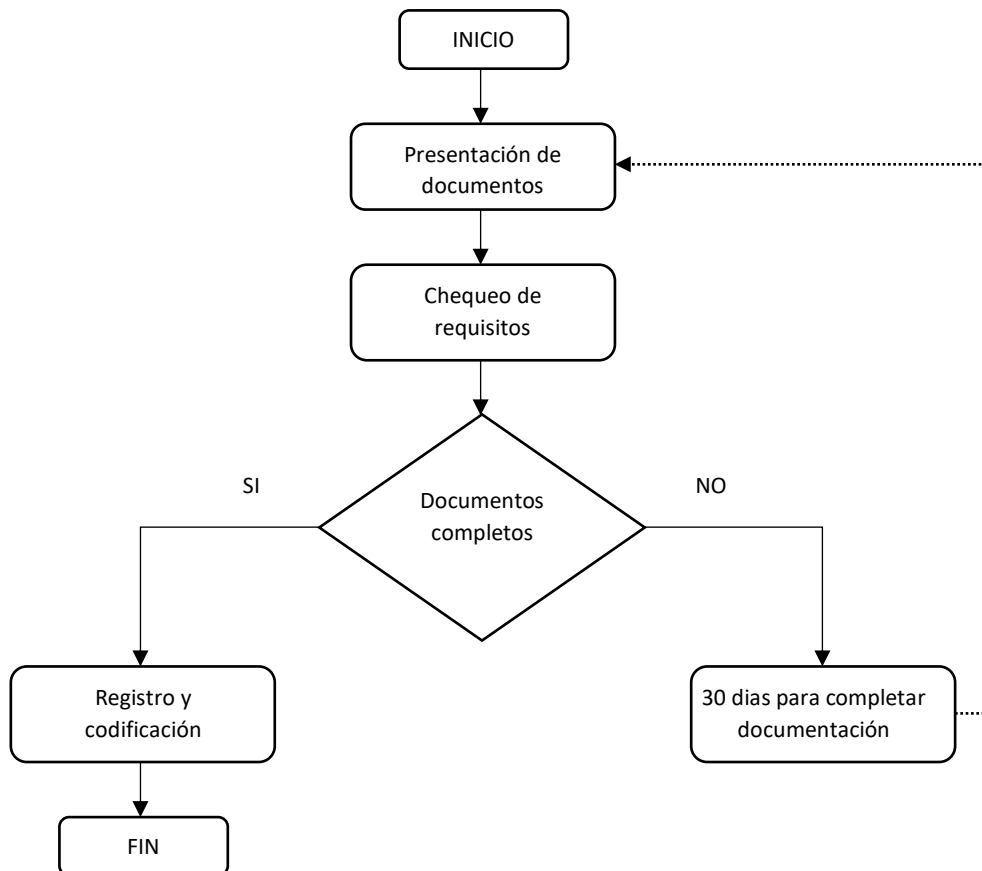 INICIO
Presentación de
documentos
Chequeo de
requisitos
SI
NO
Documentos
completos
Registro y
codificación
30 dias para completar
documentación
FIN